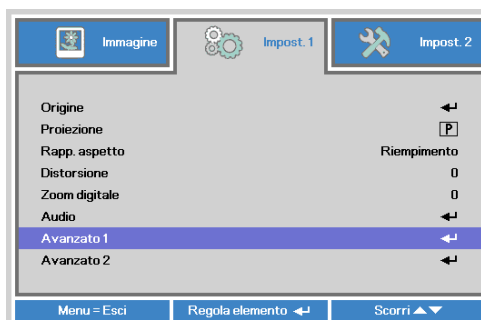 Immagine
Impost. 1
Impost. 2
Origine
Proiezione P
Rapp. aspetto Riempimento
Distorsione 0
Zoom digitale 0
Audio
Avanzato 1
Avanzato 2
Menu = Esci Regola elemento Scorri